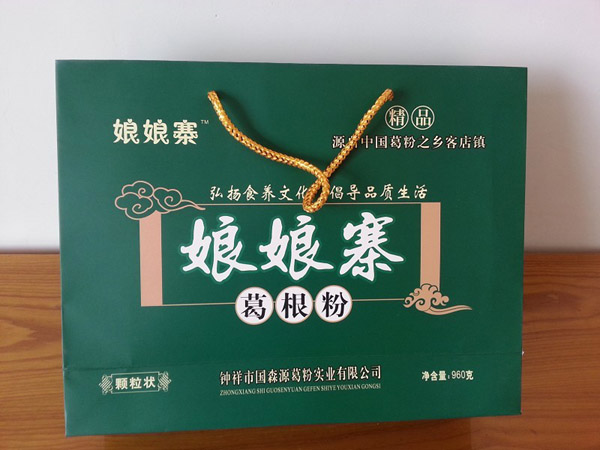 娘娘寨™
精品
源 中国葛粉之乡客店镇
弘扬食养文化 倡导品质生活
娘娘寨
葛根粉
颗粒状
钟祥市国森源葛粉实业有限公司
ZHONGXIANG SHI GUOSENYUAN GEFEN SHIYE YOUXIAN GONGSI
净含量:960克